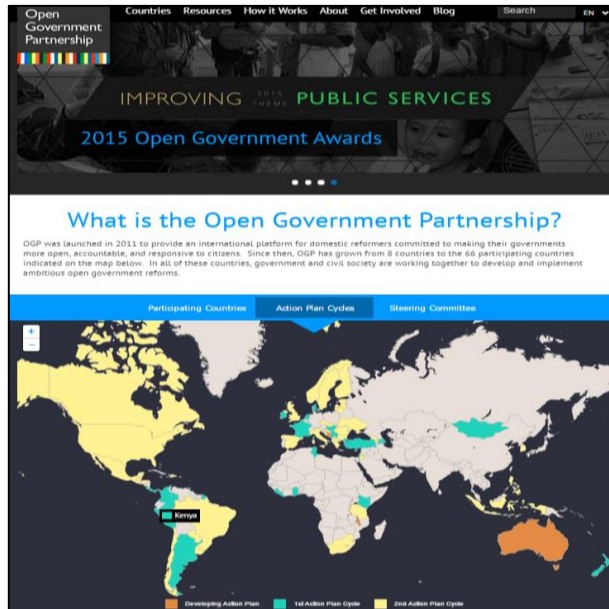 Open
Government
Partnership
Countries Resources How it Works About Get Involved Blog Search EN
IMPROVING 2015 THEME PUBLIC SERVICES
2015 Open Government Awards
What is the Open Government Partnership?
OGP was launched in 2011 to provide an international platform for domestic reformers committed to making their governments
more open, accountable, and responsive to citizens. Since then, OGP has grown from 8 countries to the 66 participating countries
indicated on the map below. In all of these countries, government and civil society are working together to develop and implement
ambitious open government reforms.
Participating Countries Action Plan Cycles Steering Committee
+
−
Kenya
Developing Action Plan 1st Action Plan Cycle 2nd Action Plan Cycle